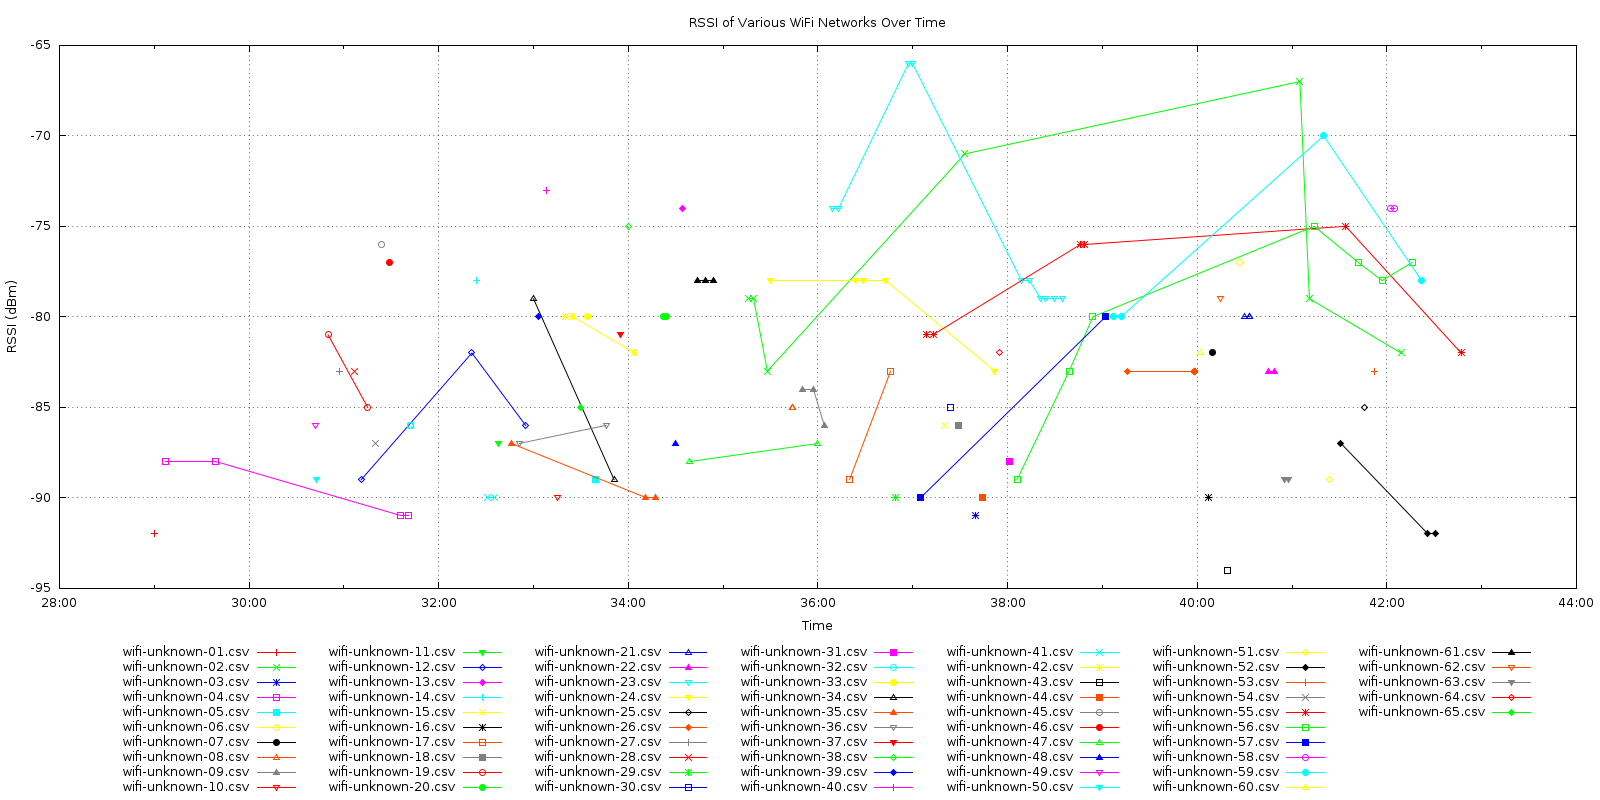 RSSI of Various WiFi Networks Over Time
-65
-70
-75
-80
-85
-90
-95
RSSI (dBm)
28:00 30:00 32:00 34:00 36:00 38:00 40:00 42:00 44:00
Time
wifi-unknown-01.csv wifi-unknown-11.csv wifi-unknown-21.csv wifi-unknown-31.csv wifi-unknown-41.csv wifi-unknown-51.csv wifi-unknown-61.csv
wifi-unknown-02.csv wifi-unknown-12.csv wifi-unknown-22.csv wifi-unknown-32.csv wifi-unknown-42.csv wifi-unknown-52.csv wifi-unknown-62.csv
wifi-unknown-03.csv wifi-unknown-13.csv wifi-unknown-23.csv wifi-unknown-33.csv wifi-unknown-43.csv wifi-unknown-53.csv wifi-unknown-63.csv
wifi-unknown-04.csv wifi-unknown-14.csv wifi-unknown-24.csv wifi-unknown-34.csv wifi-unknown-44.csv wifi-unknown-54.csv wifi-unknown-64.csv
wifi-unknown-05.csv wifi-unknown-15.csv wifi-unknown-25.csv wifi-unknown-35.csv wifi-unknown-45.csv wifi-unknown-55.csv wifi-unknown-65.csv
wifi-unknown-06.csv wifi-unknown-16.csv wifi-unknown-26.csv wifi-unknown-36.csv wifi-unknown-46.csv wifi-unknown-56.csv
wifi-unknown-07.csv wifi-unknown-17.csv wifi-unknown-27.csv wifi-unknown-37.csv wifi-unknown-47.csv wifi-unknown-57.csv
wifi-unknown-08.csv wifi-unknown-18.csv wifi-unknown-28.csv wifi-unknown-38.csv wifi-unknown-48.csv wifi-unknown-58.csv
wifi-unknown-09.csv wifi-unknown-19.csv wifi-unknown-29.csv wifi-unknown-39.csv wifi-unknown-49.csv wifi-unknown-59.csv
wifi-unknown-10.csv wifi-unknown-20.csv wifi-unknown-30.csv wifi-unknown-40.csv wifi-unknown-50.csv wifi-unknown-60.csv